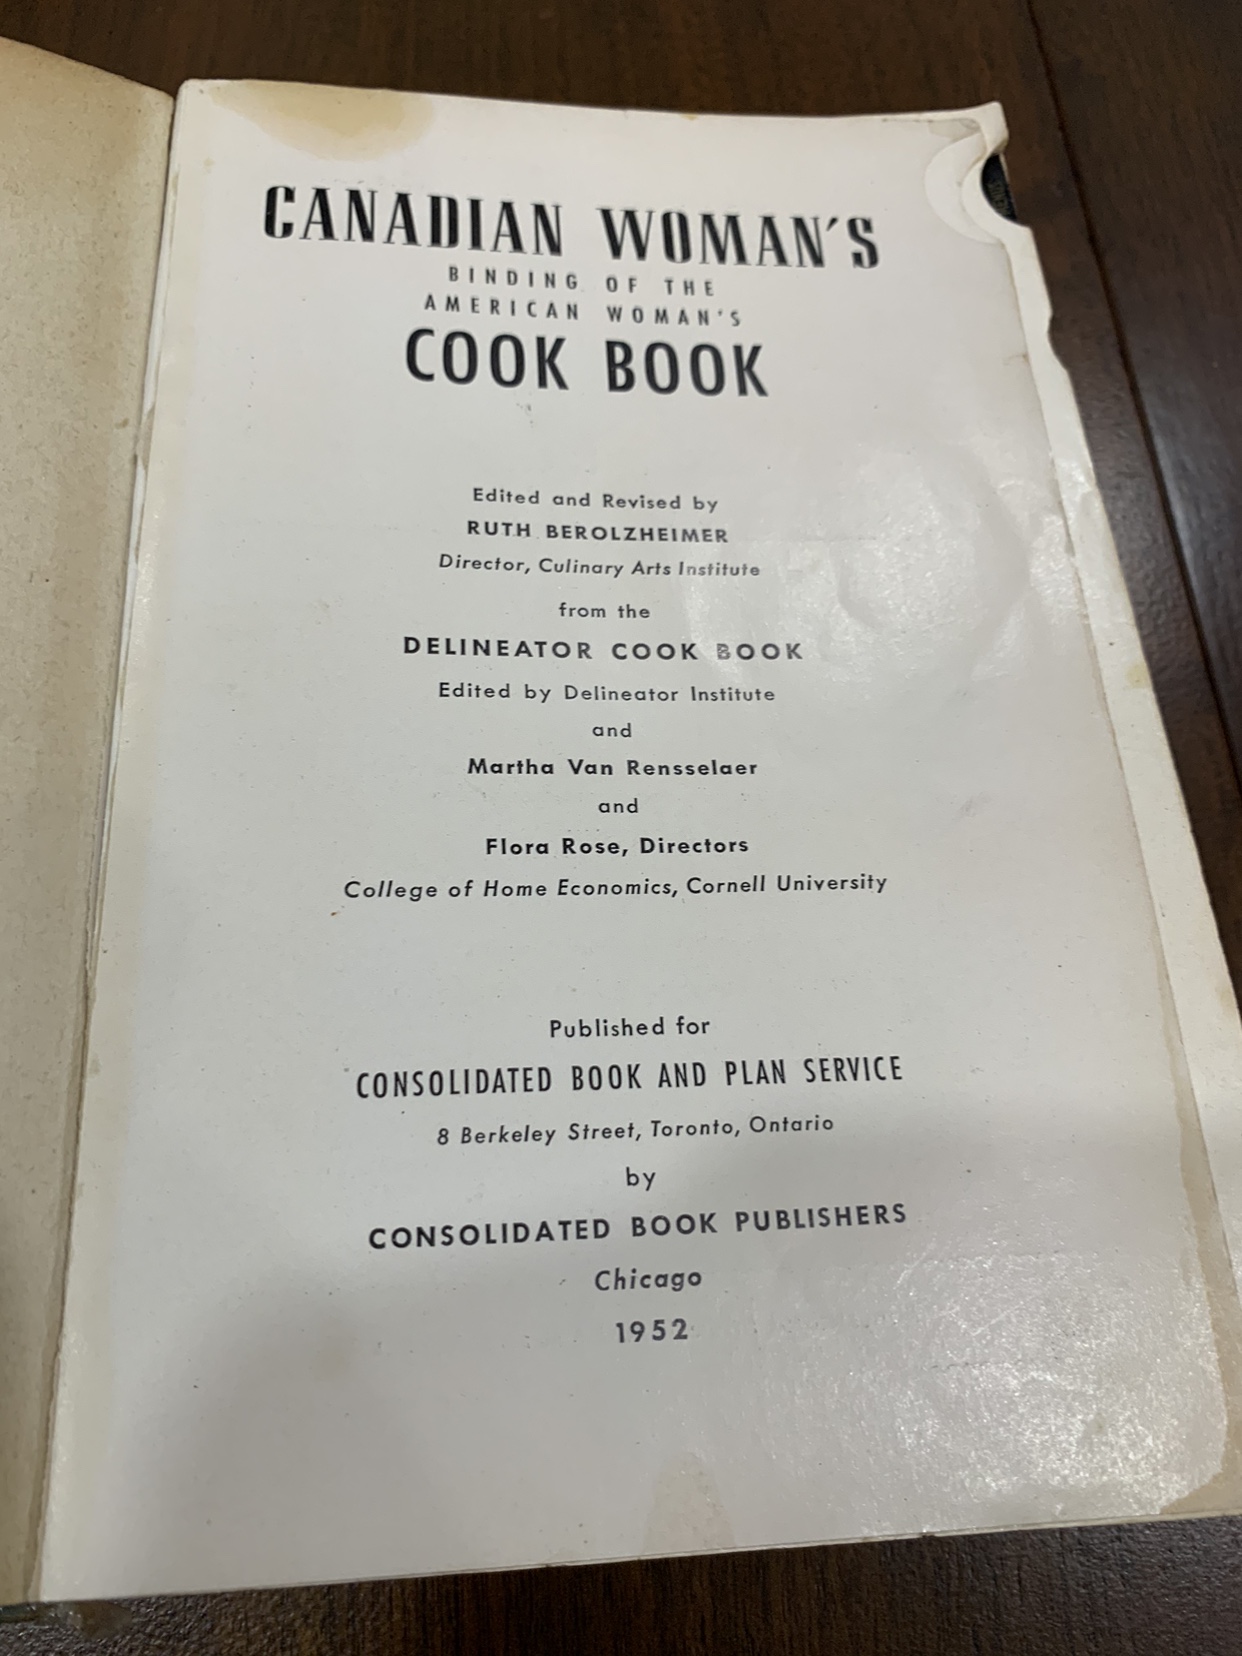 CANADIAN WOMAN'S
BINDING OF THE
AMERICAN WOMAN'S
COOK BOOK
Edited and Revised by
RUTH BEROLZHEIMER
Director, Culinary Arts Institute
from the
DELINEATOR COOK BOOK
Edited by Delineator Institute
and
Martha Van Rensselaer
and
Flora Rose, Directors
College of Home Economics, Cornell University
Published for
CONSOLIDATED BOOK AND PLAN SERVICE
8 Berkeley Street, Toronto, Ontario
by
CONSOLIDATED BOOK PUBLISHERS
Chicago
1952